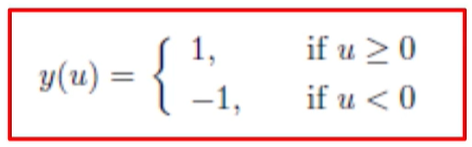 y(u) = { 1, if u ≥ 0
−1, if u < 0